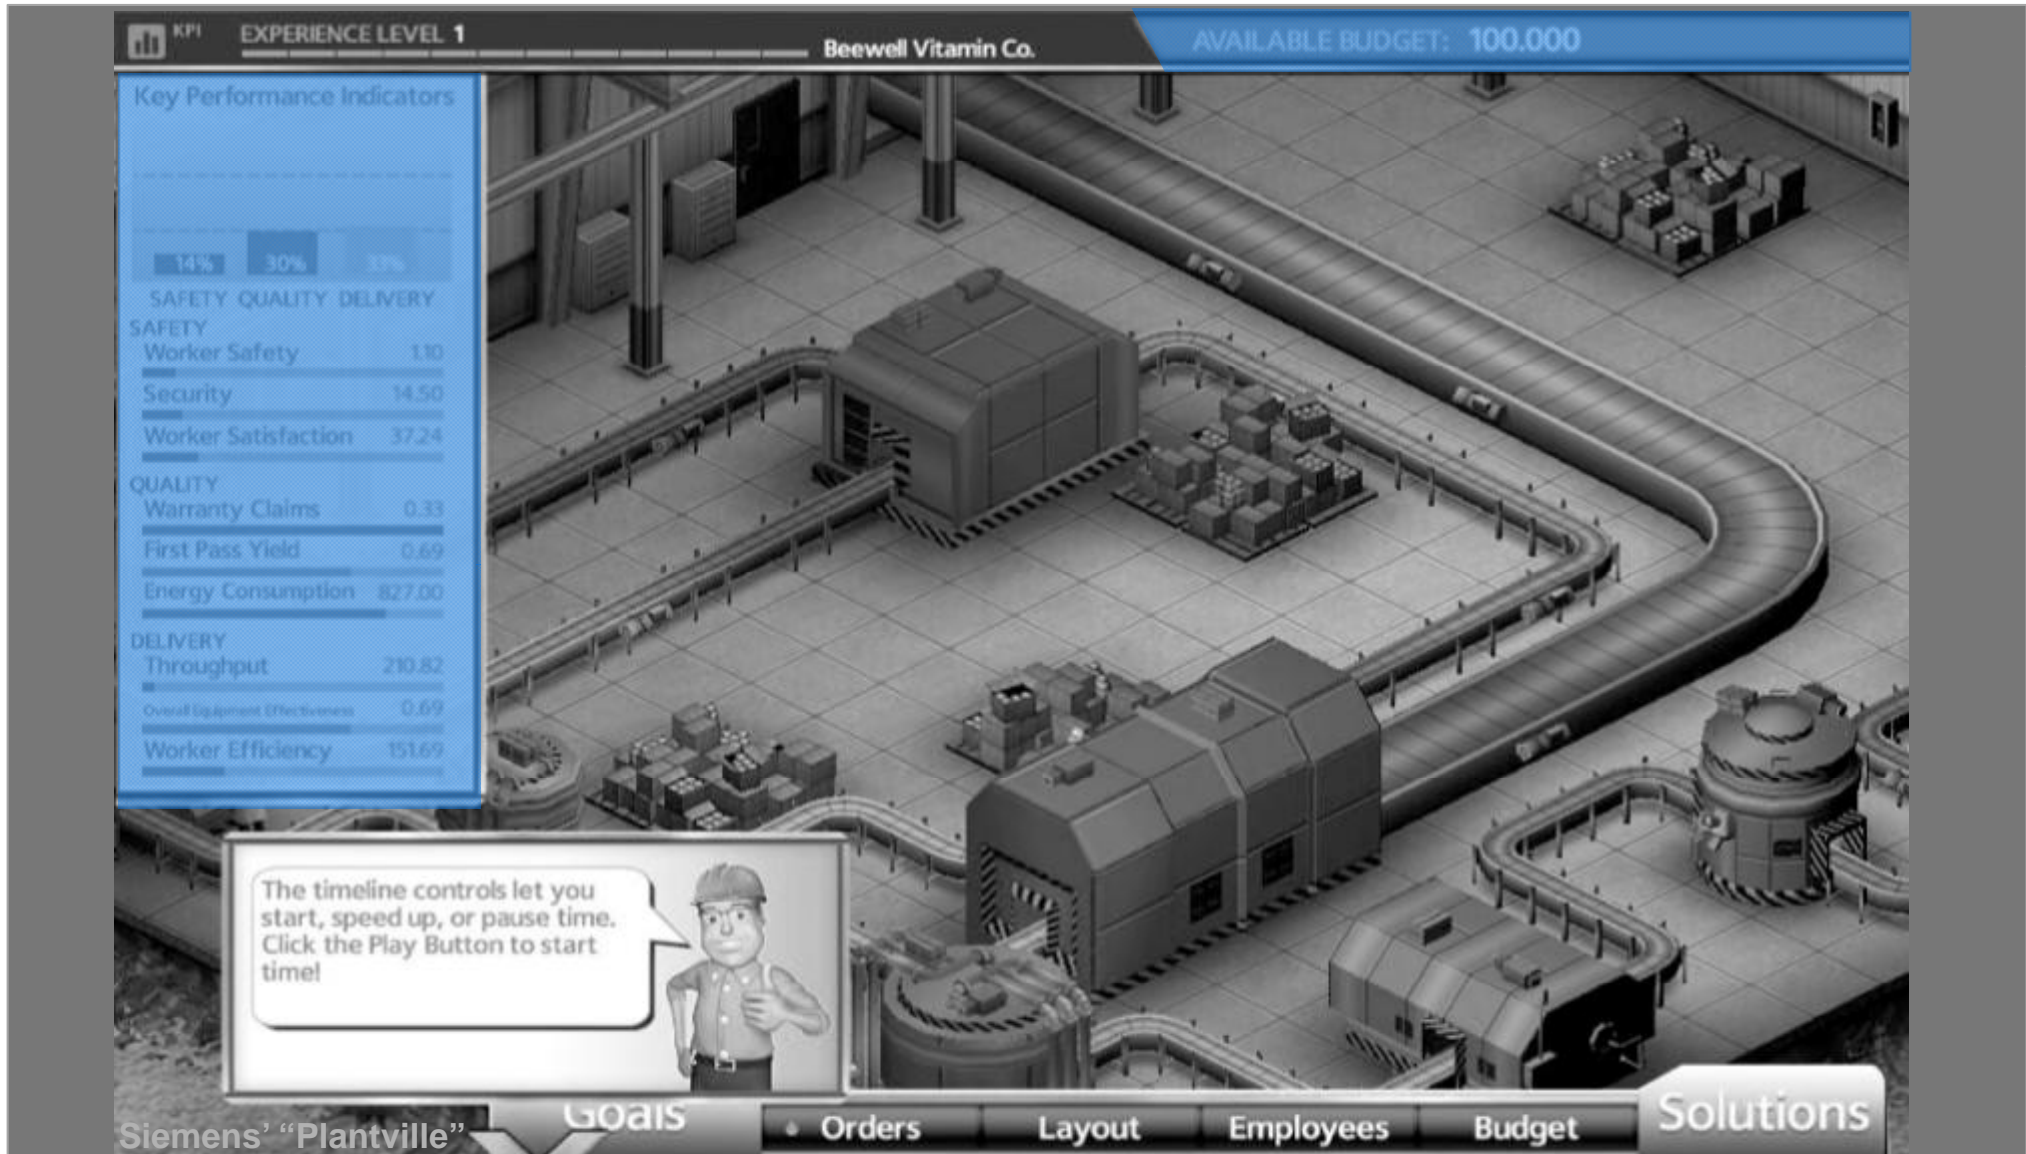 KPI
EXPERIENCE LEVEL 1
Beewell Vitamin Co.
AVAILABLE BUDGET: 100.000
Key Performance Indicators
14% 30% 33%
SAFETY QUALITY DELIVERY
SAFETY
Worker Safety 1.10
Security 14.50
Worker Satisfaction 37.24
QUALITY
Warranty Claims 0.33
First Pass Yield 0.69
Energy Consumption 827.00
DELIVERY
Throughput 210.82
Overall Equipment Effectiveness 0.69
Worker Efficiency 151.69
The timeline controls let you
start, speed up, or pause time.
Click the Play Button to start
time!
Siemens' “Plantville”
Goals
Orders
Layout
Employees
Budget
Solutions